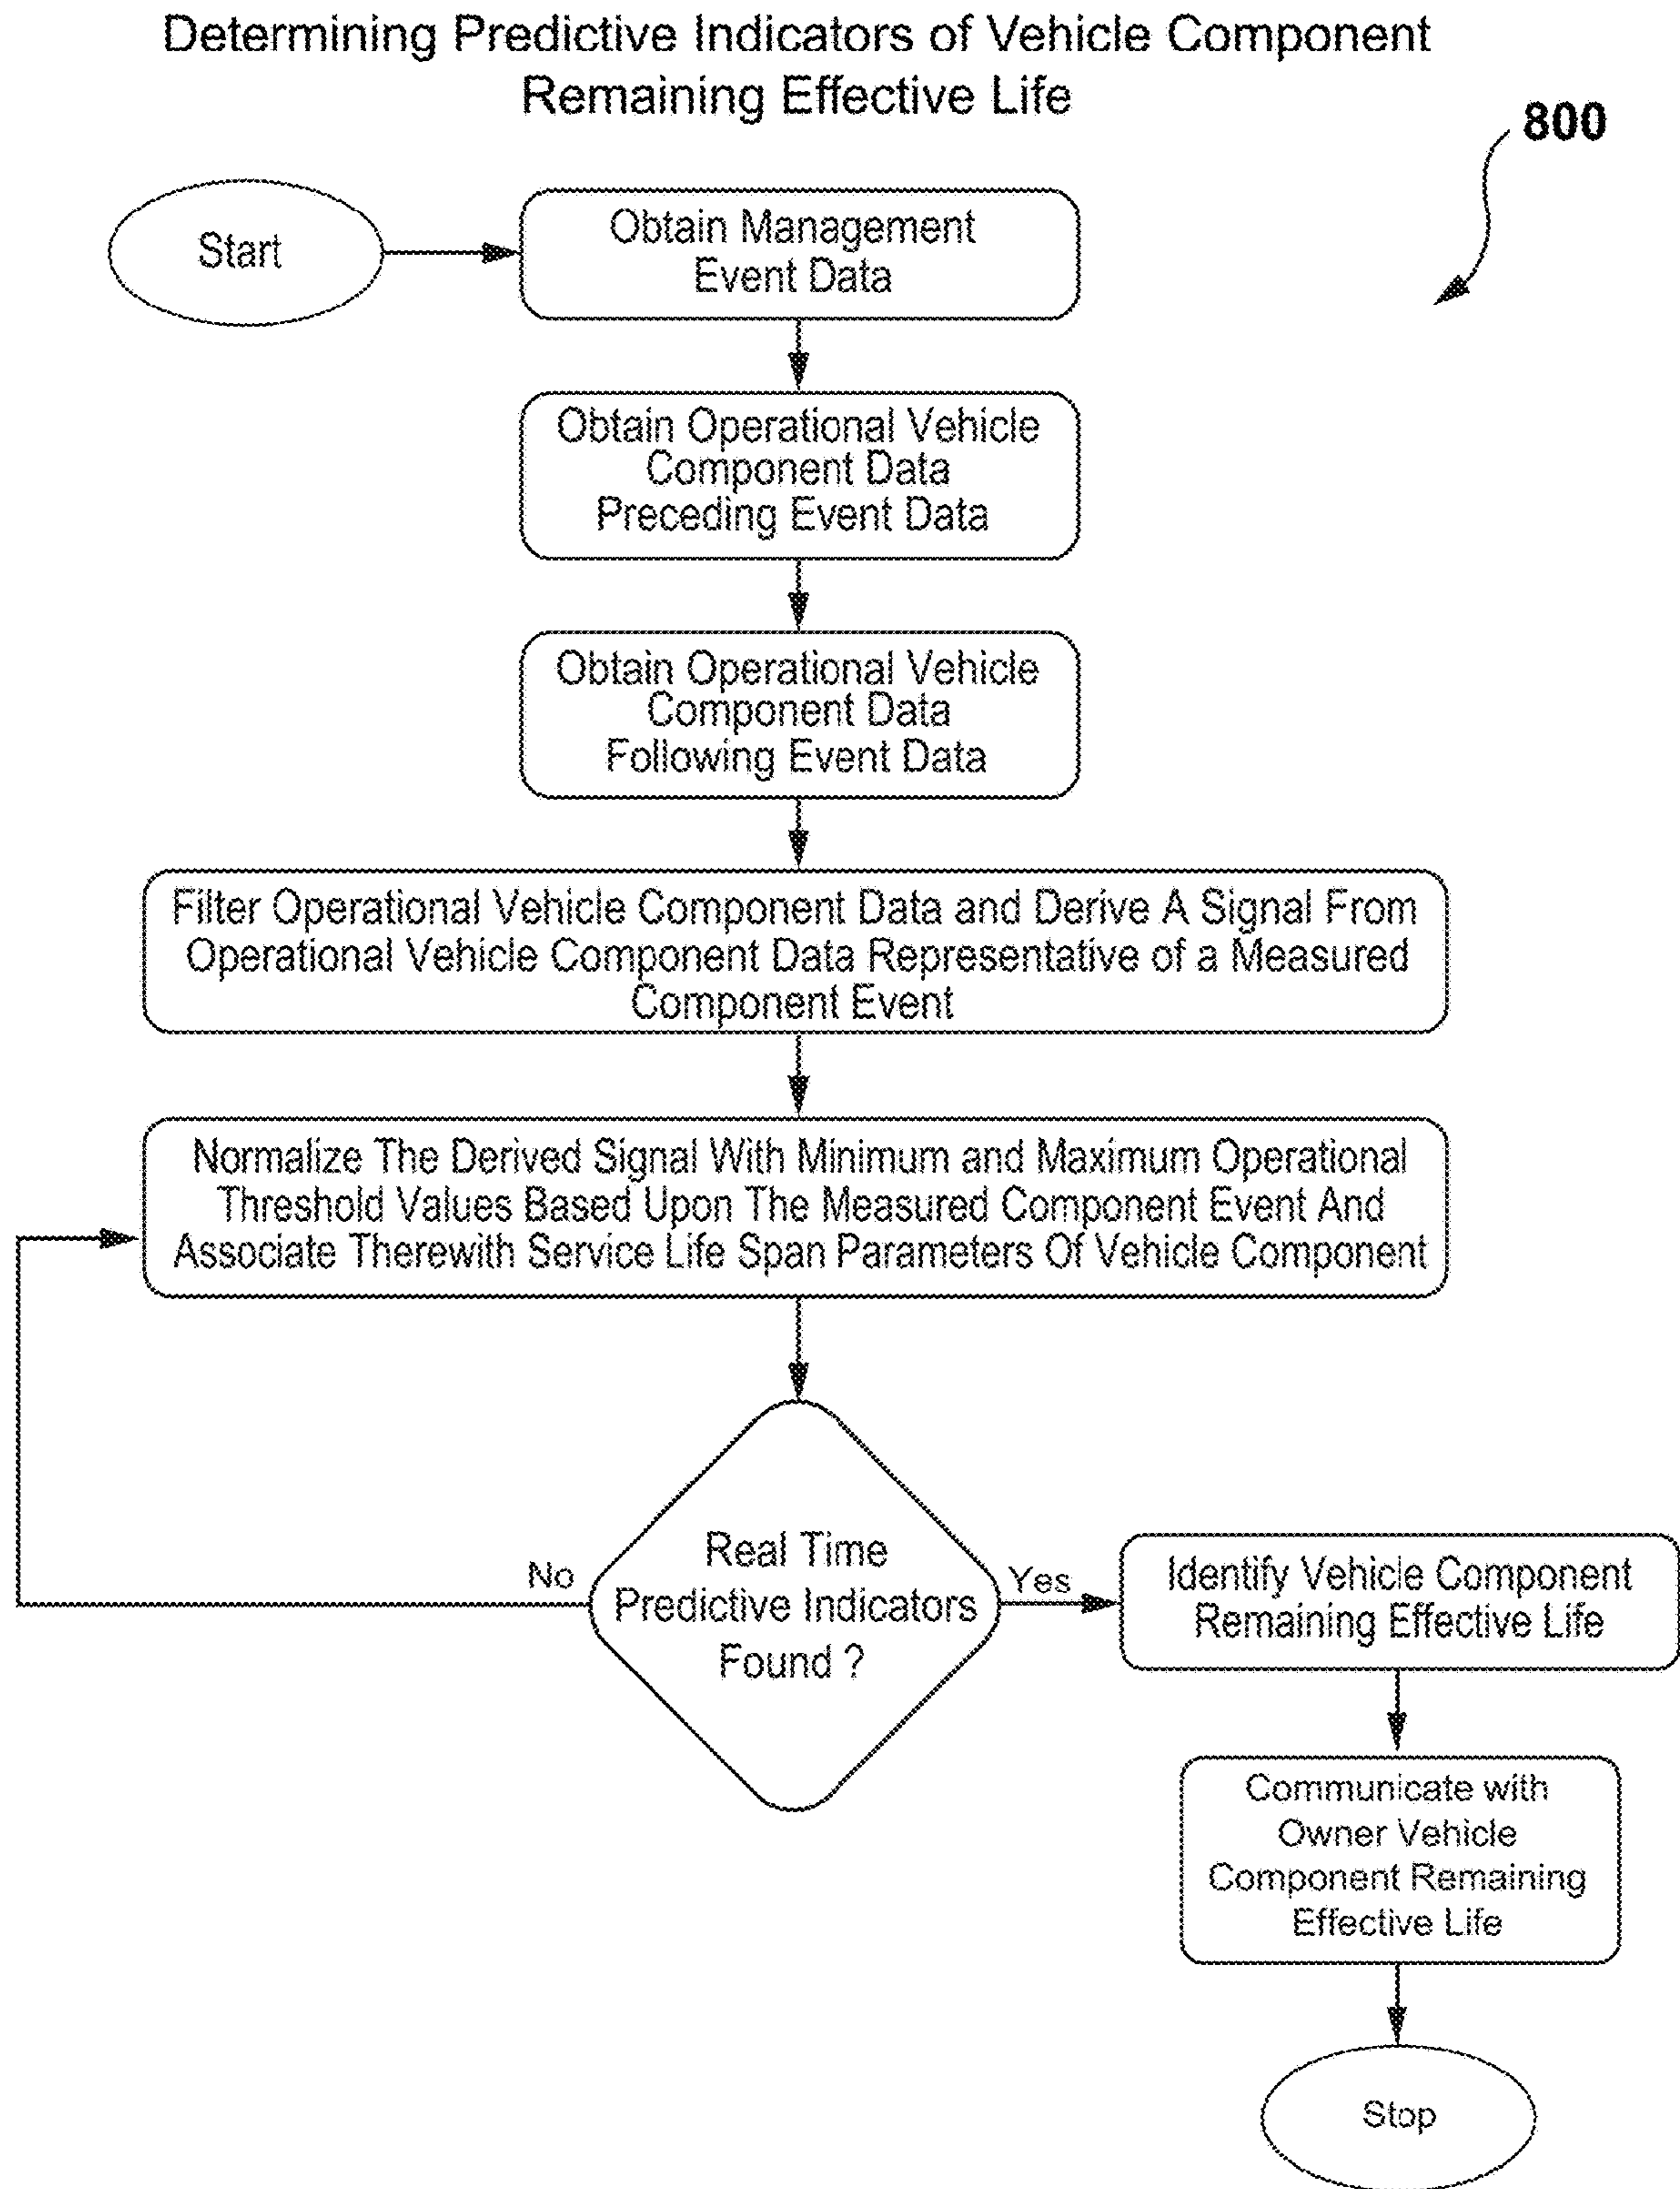 Determining Predictive Indicators of Vehicle Component
Remaining Effective Life
800
Start
Obtain Management
Event Data
Obtain Operational Vehicle
Component Data
Preceding Event Data
Obtain Operational Vehicle
Component Data
Following Event Data
Filter Operational Vehicle Component Data and Derive A Signal From
Operational Vehicle Component Data Representative of a Measured
Component Event
Normalize The Derived Signal With Minimum and Maximum Operational
Threshold Values Based Upon The Measured Component Event And
Associate Therewith Service Life Span Parameters Of Vehicle Component
Real Time
Predictive Indicators
Found ?
No
Yes
Identify Vehicle Component
Remaining Effective Life
Communicate with
Owner Vehicle
Component Remaining
Effective Life
Stop